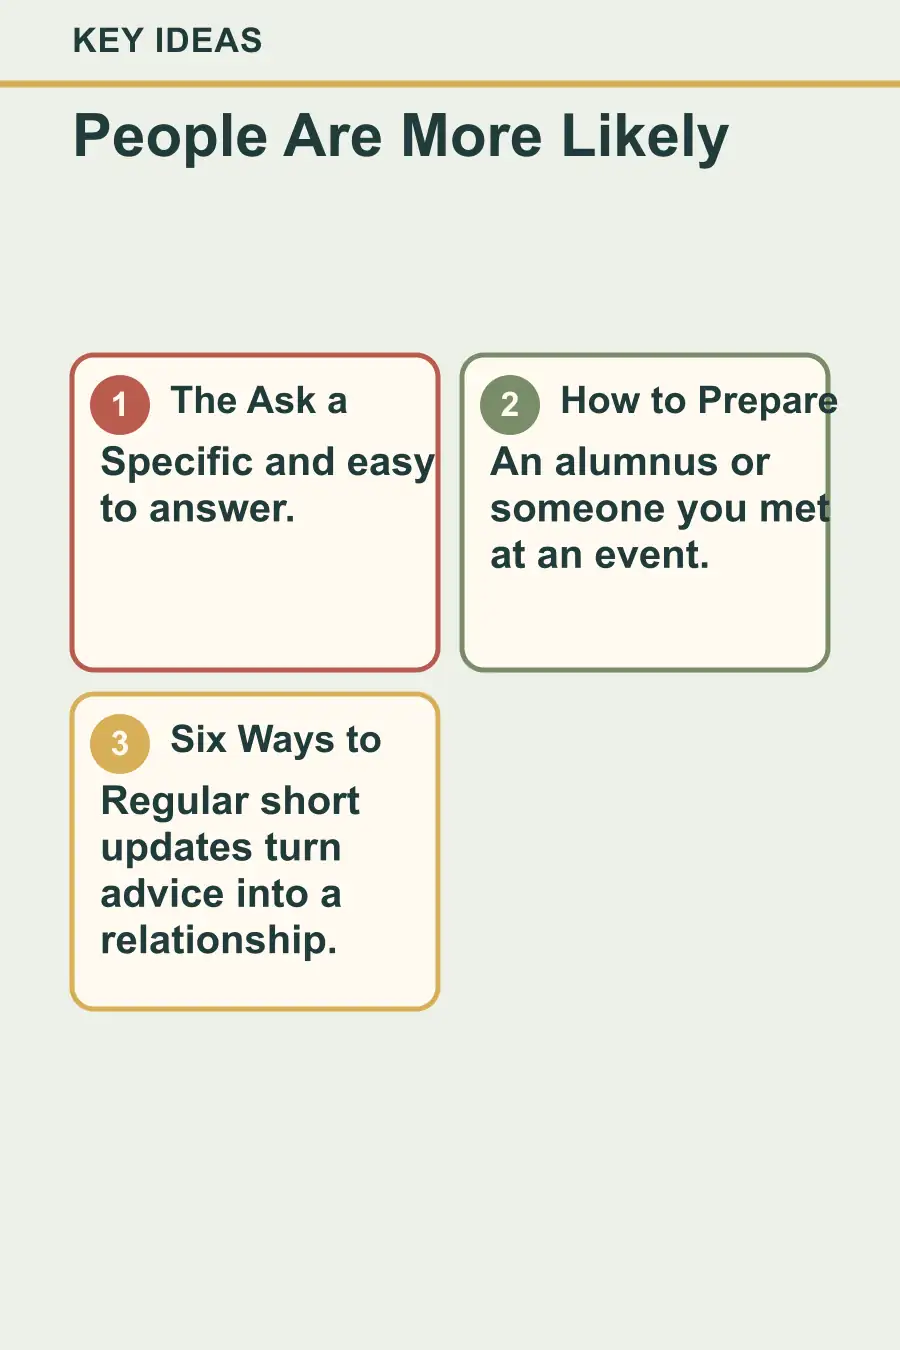 KEY IDEAS
People Are More Likely
1 The Ask a
Specific and easy
to answer.
2 How to Prepare
An alumnus or
someone you met
at an event.
3 Six Ways to
Regular short
updates turn
advice into a
relationship.